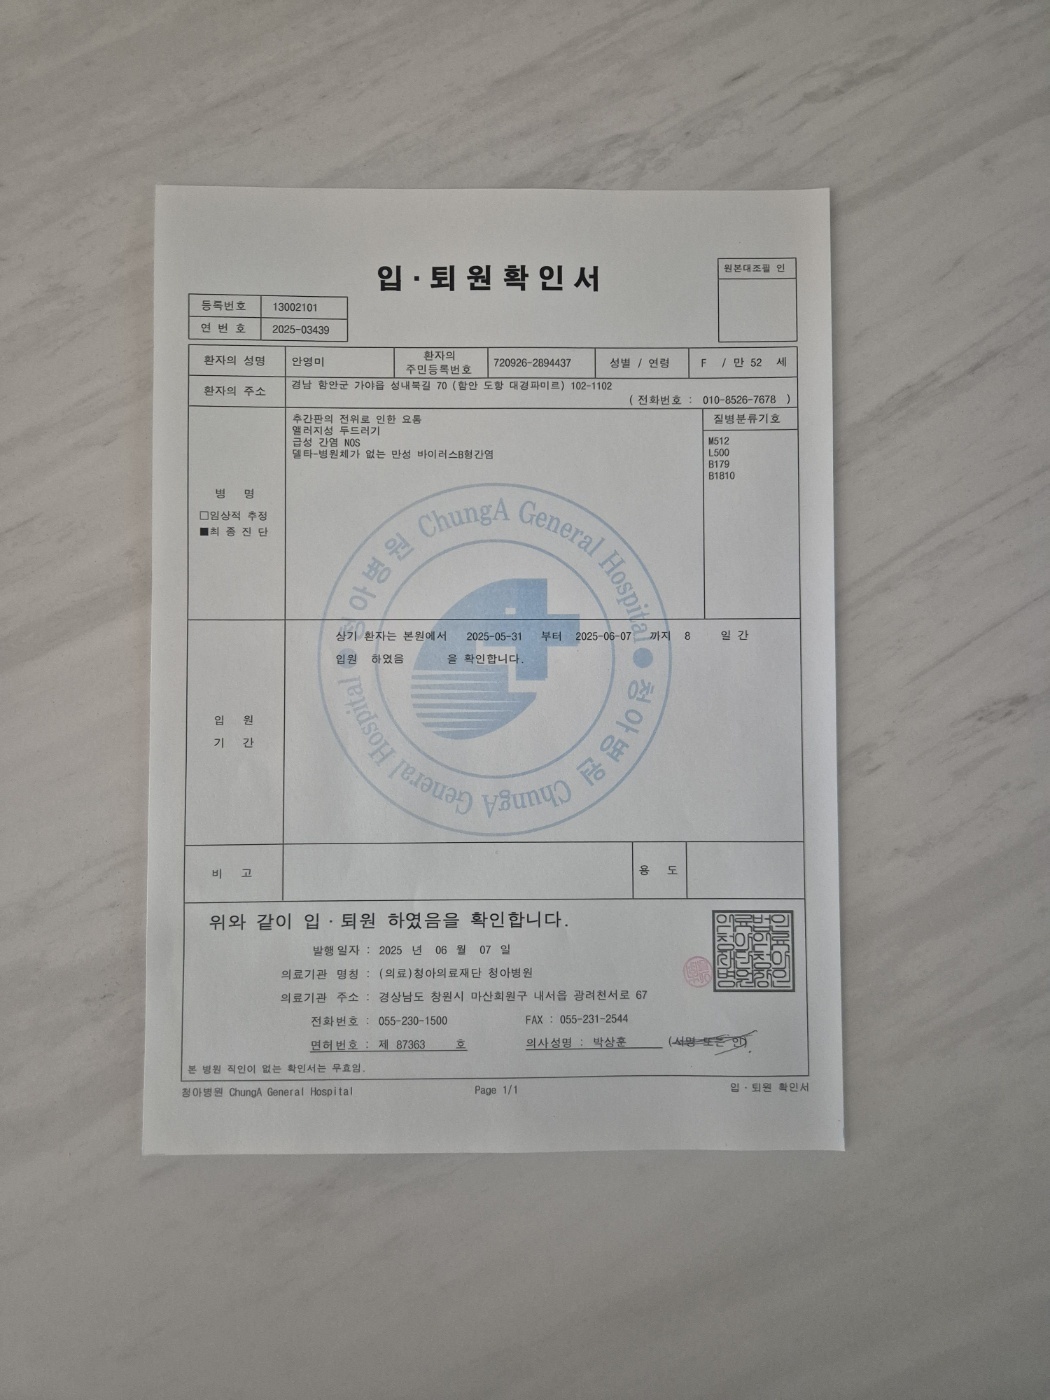 입·퇴원확인서
원본대조필 인
등록번호 13002101
연 번 호 2025-03439
환자의 성명 안영미 환자의 주민등록번호 720926-2894437 성별 / 연령 F / 만 52 세
환자의 주소 경남 함안군 가야읍 성내북길 70 (함안 도항 대경파미르) 102-1102
( 전화번호 : 010-8526-7678 )
병 명
□임상적 추정
■최 종 진 단
추간판의 전위로 인한 요통
앨러지성 두드러기
급성 간염 NOS
델타-병원체가 없는 만성 바이러스B형간염
질병분류기호
M512
L500
B179
B1810
청아병원 ChungA General Hospital
청아병원 ChungA General Hospital
입 원
기 간
상기 환자는 본원에서 2025-05-31 부터 2025-06-07 까지 8 일 간
입원 하였음 을 확인합니다.
비 고 용 도
위와 같이 입 · 퇴원 하였음을 확인합니다.
발행일자 : 2025 년 06 월 07 일
의료기관 명칭 : (의료)청아의료재단 청아병원
의료기관 주소 : 경상남도 창원시 마산회원구 내서읍 광려천서로 67
전화번호 : 055-230-1500 FAX : 055-231-2544
면허번호 : 제 87363 호 의사성명 : 박상훈 (서명 또는 인)
본 병원 직인이 없는 확인서는 무효임.
청아병원 ChungA General Hospital Page 1/1 입 · 퇴원 확인서